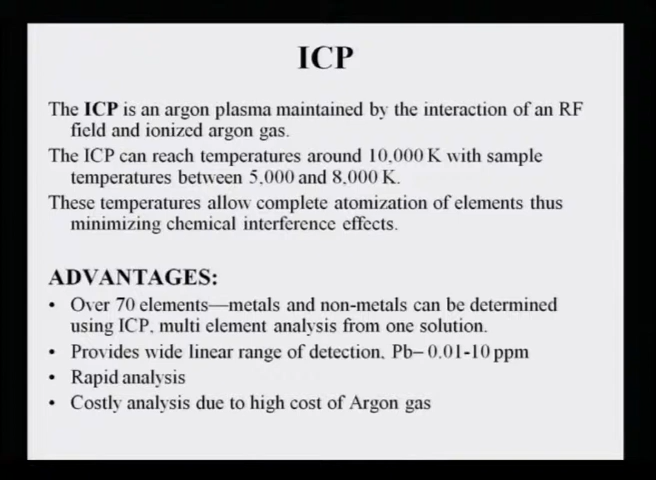 ICP
The ICP is an argon plasma maintained by the interaction of an RF
field and ionized argon gas.
The ICP can reach temperatures around 10,000 K with sample
temperatures between 5,000 and 8,000 K.
These temperatures allow complete atomization of elements thus
minimizing chemical interference effects.
ADVANTAGES:
• Over 70 elements—metals and non-metals can be determined
using ICP, multi element analysis from one solution.
• Provides wide linear range of detection, Pb– 0.01-10 ppm
• Rapid analysis
• Costly analysis due to high cost of Argon gas